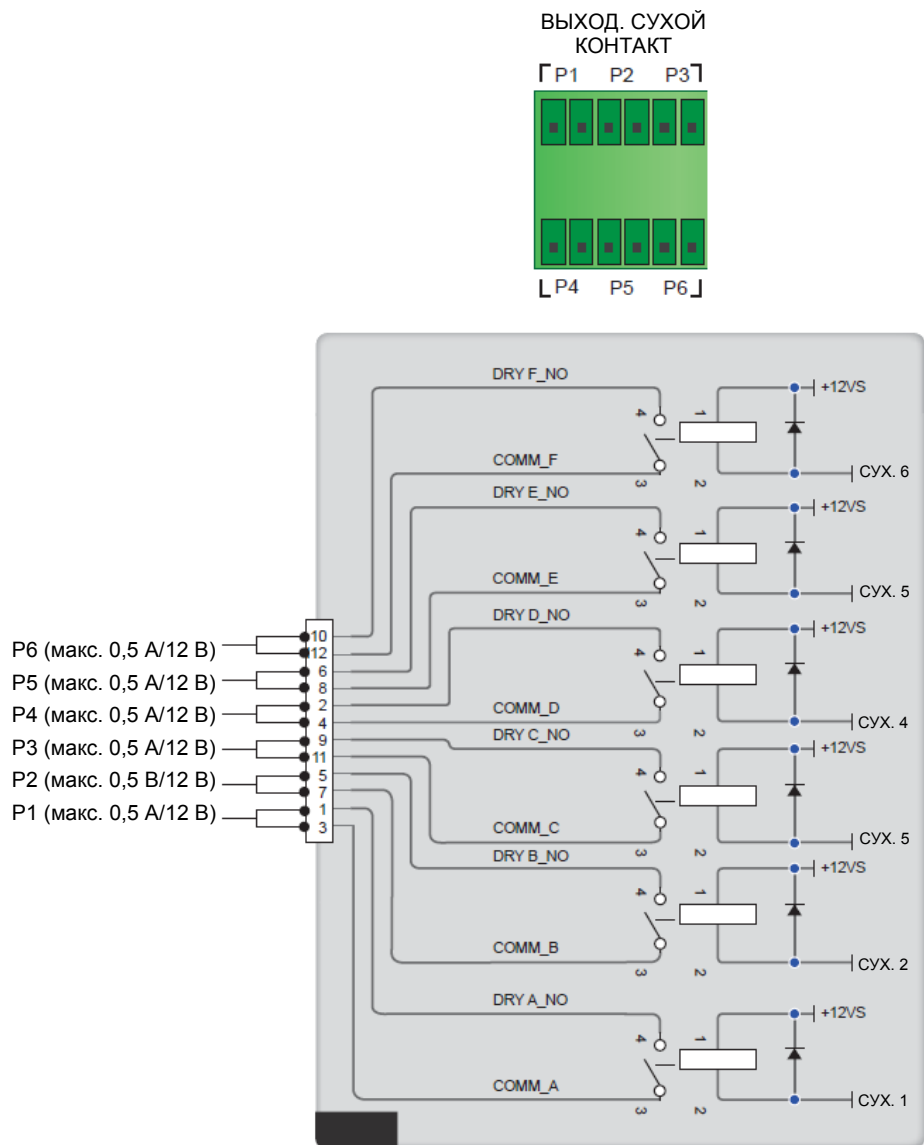 ВЫХОД. СУХОЙ
КОНТАКТ
P1 P2 P3
P4 P5 P6
DRY F_NO
+12VS
4 1
COMM_F
3 2
СУХ. 6
DRY E_NO
+12VS
4 1
COMM_E
3 2
СУХ. 5
DRY D_NO
+12VS
4 1
COMM_D
3 2
СУХ. 4
DRY C_NO
+12VS
4 1
COMM_C
3 2
СУХ. 5
DRY B_NO
+12VS
4 1
COMM_B
3 2
СУХ. 2
DRY A_NO
+12VS
4 1
COMM_A
3 2
СУХ. 1
P6 (макс. 0,5 А/12 В)
10
12
P5 (макс. 0,5 А/12 В)
6
8
P4 (макс. 0,5 А/12 В)
2
4
P3 (макс. 0,5 А/12 В)
9
11
P2 (макс. 0,5 В/12 В)
5
7
P1 (макс. 0,5 А/12 В)
1
3